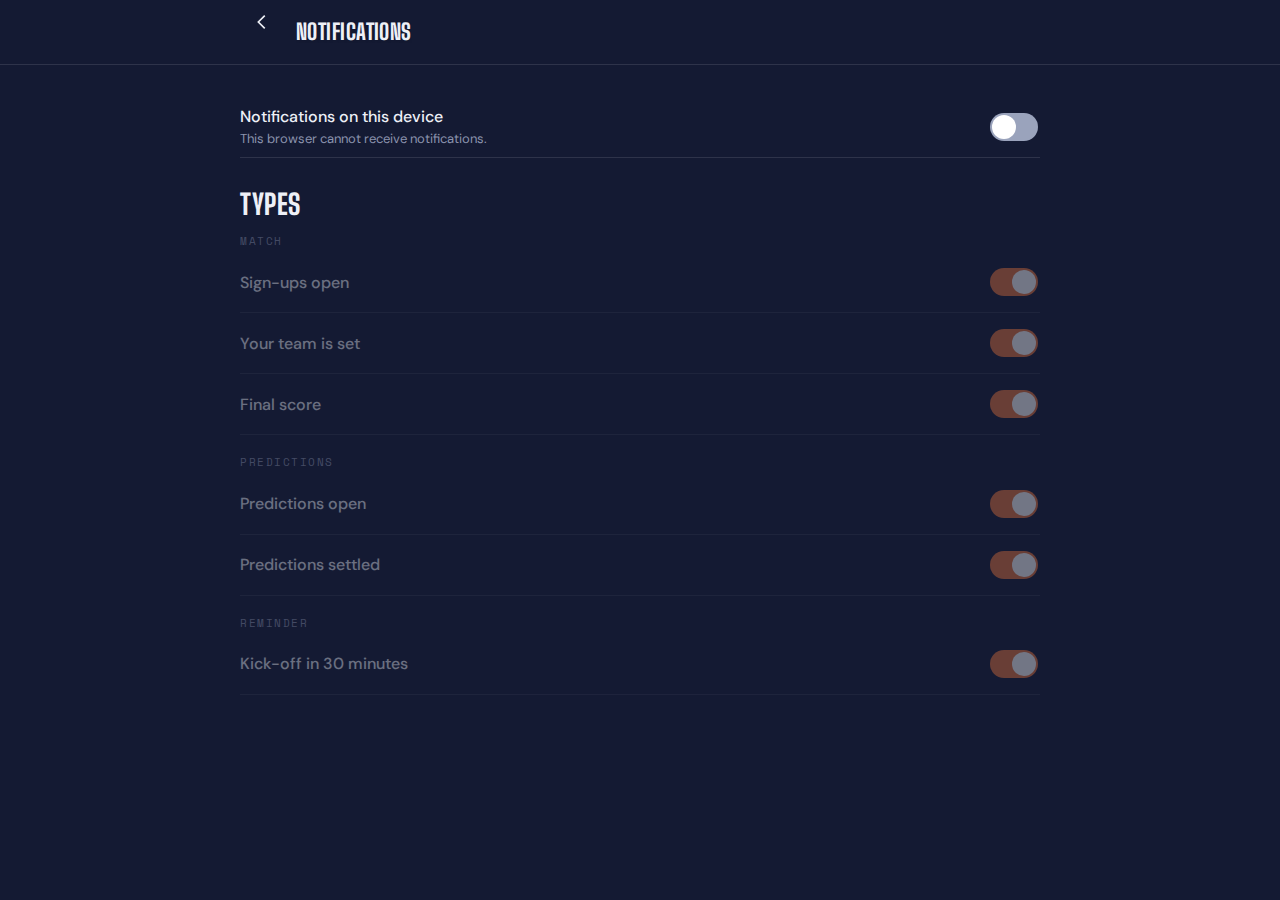 NOTIFICATIONS
Notifications on this device
This browser cannot receive notifications.
TYPES
MATCH
Sign-ups open
Your team is set
Final score
PREDICTIONS
Predictions open
Predictions settled
REMINDER
Kick-off in 30 minutes